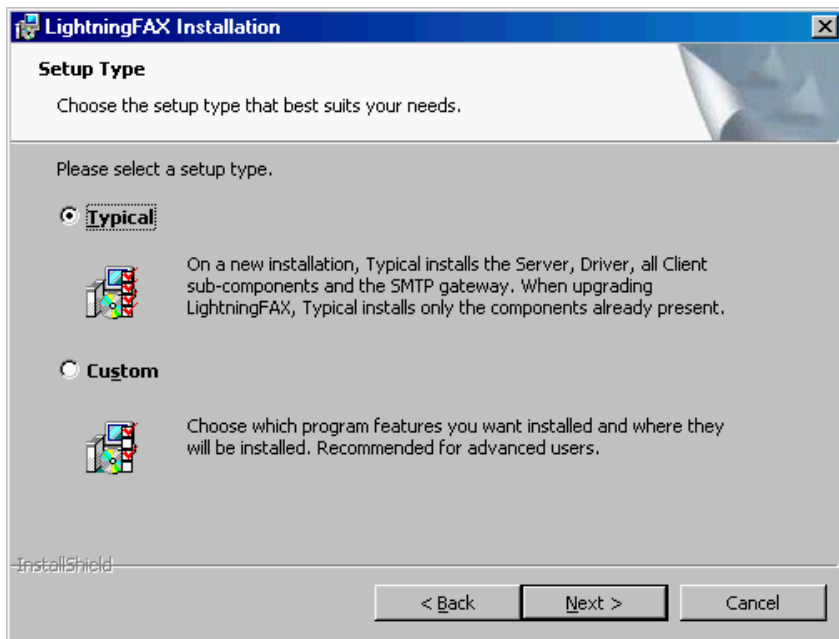 LightningFAX Installation
Setup Type
Choose the setup type that best suits your needs.
Please select a setup type.
Typical
On a new installation, Typical installs the Server, Driver, all Client
sub-components and the SMTP gateway. When upgrading
LightningFAX, Typical installs only the components already present.
Custom
Choose which program features you want installed and where they
will be installed. Recommended for advanced users.
InstallShield
< Back
Next >
Cancel